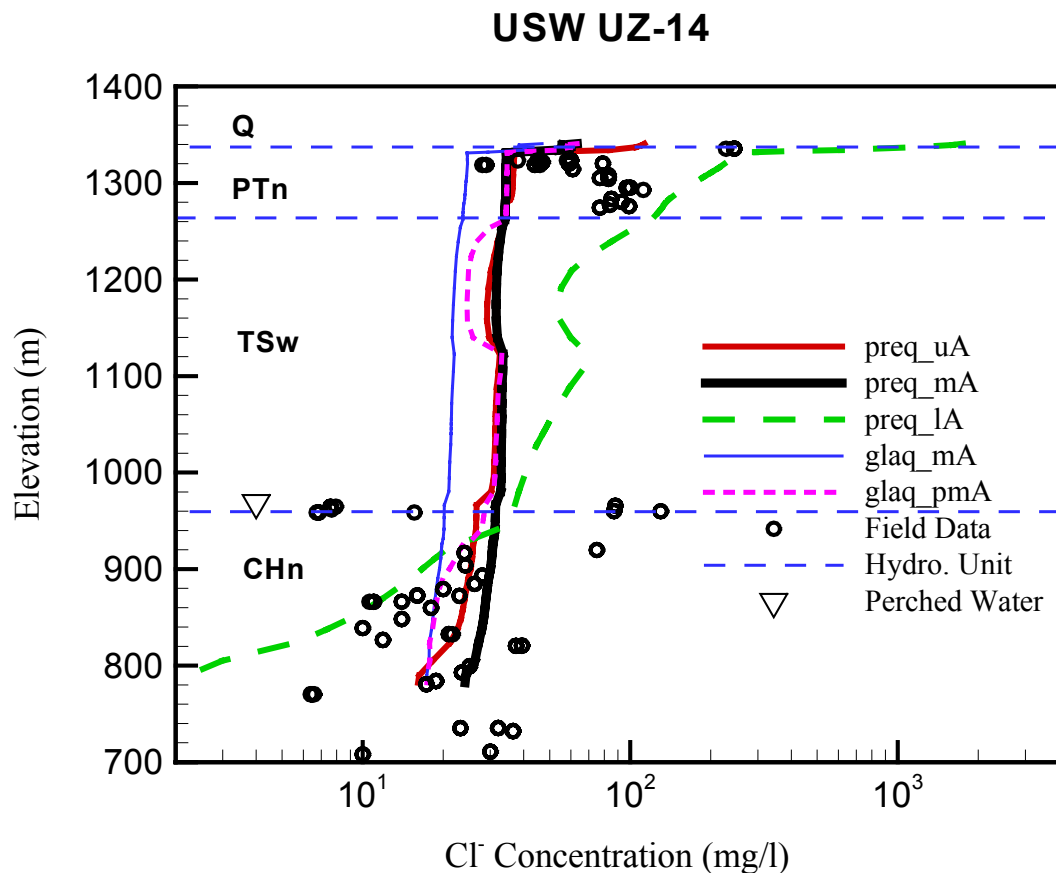 USW UZ-14
1400
1300
1200
1100
1000
900
800
700
Elevation (m)
Q
PTn
TSw
CHn
preq_uA
preq_mA
preq_lA
glaq_mA
glaq_pmA
Field Data
Hydro. Unit
Perched Water
10¹
10²
10³
Cl⁻ Concentration (mg/l)